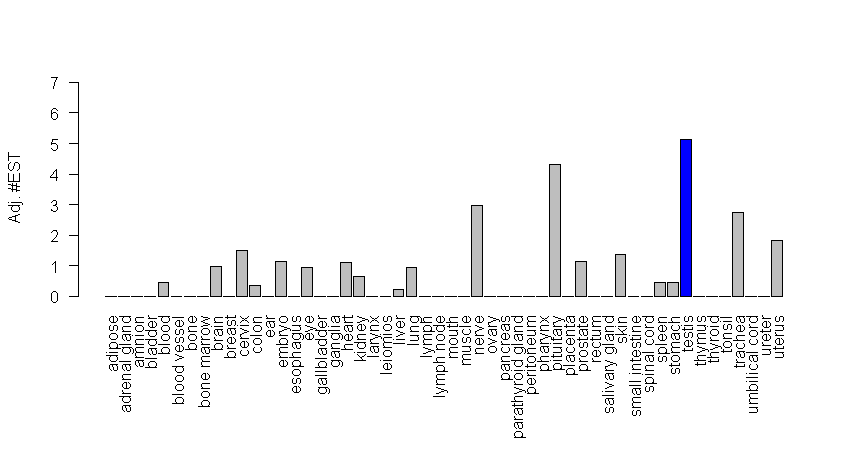 7
6
5
4
3
2
1
0
Adj. #EST
adipose
adrenal gland
amnion
bladder
blood
blood vessel
bone
bone marrow
brain
breast
cervix
colon
ear
embryo
esophagus
eye
gallbladder
ganglia
heart
kidney
larynx
leiomios
liver
lung
lymph
lymph node
mouth
muscle
nerve
ovary
pancreas
parathyroid gland
peritoneum
pharynx
pituitary
placenta
prostate
rectum
salivary gland
skin
small intestine
spinal cord
spleen
stomach
testis
thymus
thyroid
tonsil
trachea
umbilical cord
ureter
uterus